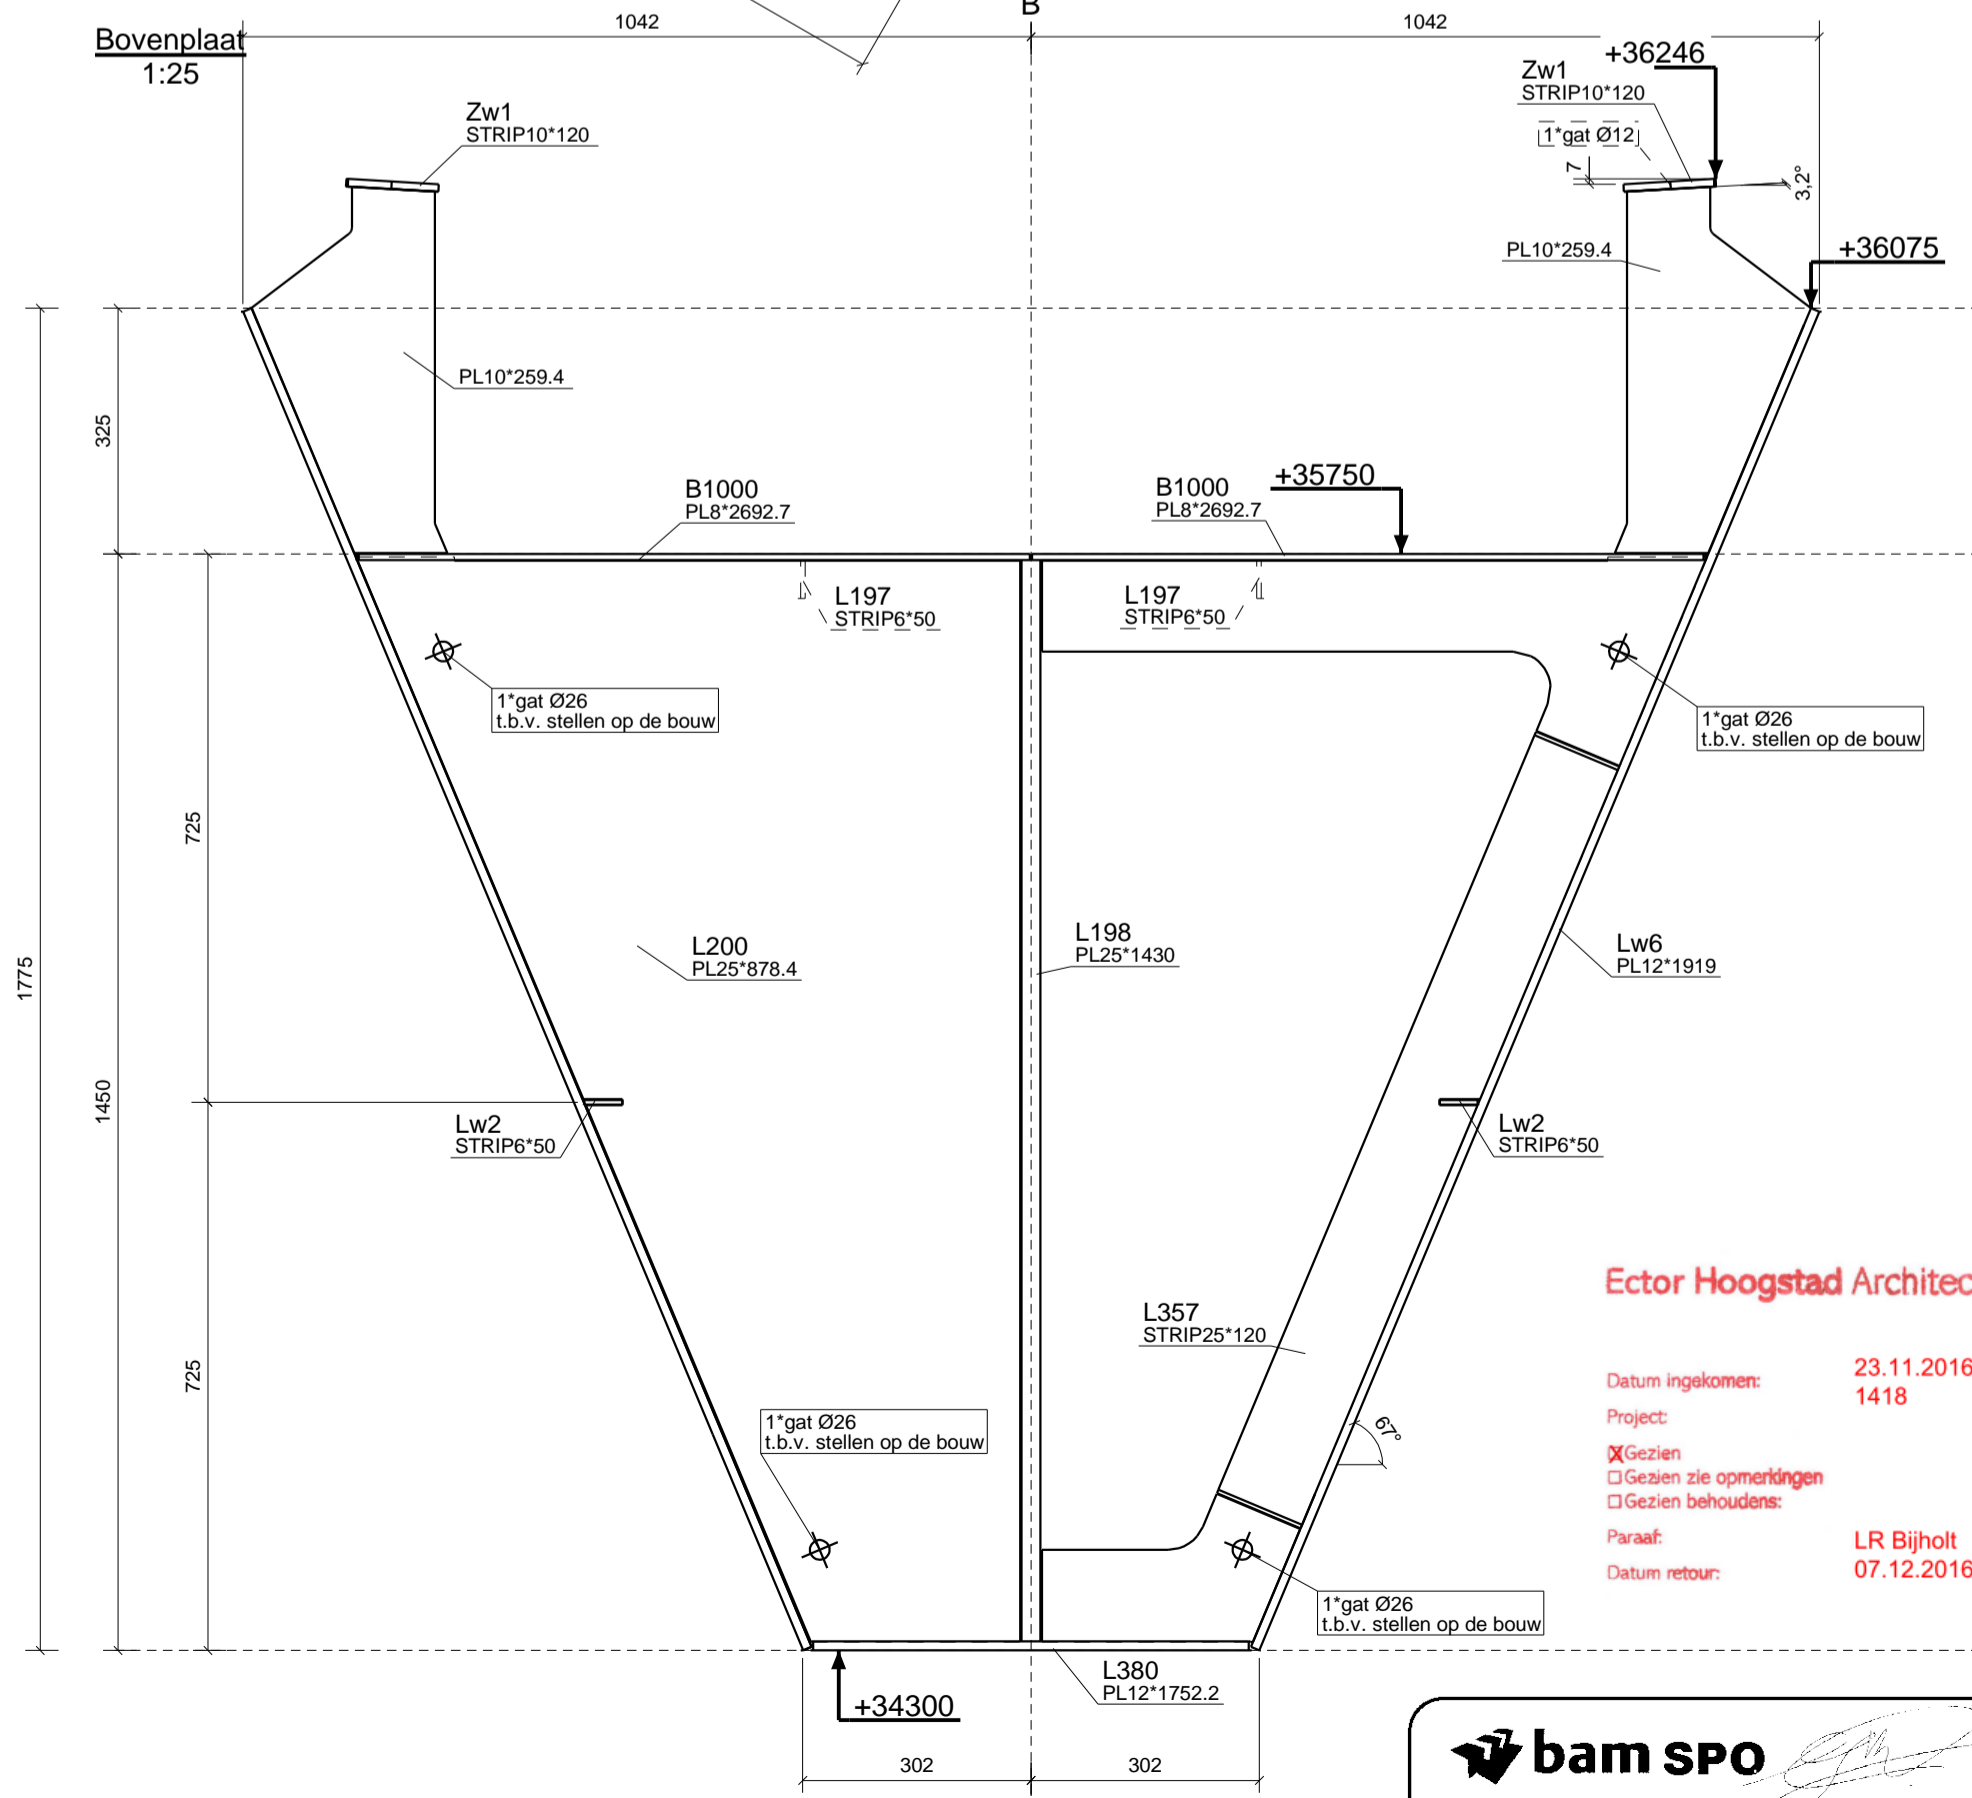 B
1042
1042
Bovenplaat
1:25
+36246
Zw1
STRIP10*120
1*gat Ø12
Zw1
STRIP10*120
7
3,2°
PL10*259.4
+36075
PL10*259.4
325
B1000
PL8*2692.7
B1000
PL8*2692.7
+35750
L197
STRIP6*50
L197
STRIP6*50
1*gat Ø26
t.b.v. stellen op de bouw
1*gat Ø26
t.b.v. stellen op de bouw
725
L200
PL25*878.4
L198
PL25*1430
Lw6
PL12*1919
1775
1450
Lw2
STRIP6*50
Lw2
STRIP6*50
Ector Hoogstad Architec
L357
STRIP25*120
725
Datum ingekomen: 23.11.2016
1418
Project:
67°
1*gat Ø26
t.b.v. stellen op de bouw
X Gezien
Gezien zie opmerkingen
Gezien behoudens:
Paraaf: LR Bijholt
Datum retour: 07.12.2016
1*gat Ø26
t.b.v. stellen op de bouw
L380
PL12*1752.2
+34300
302
302
bam SPO